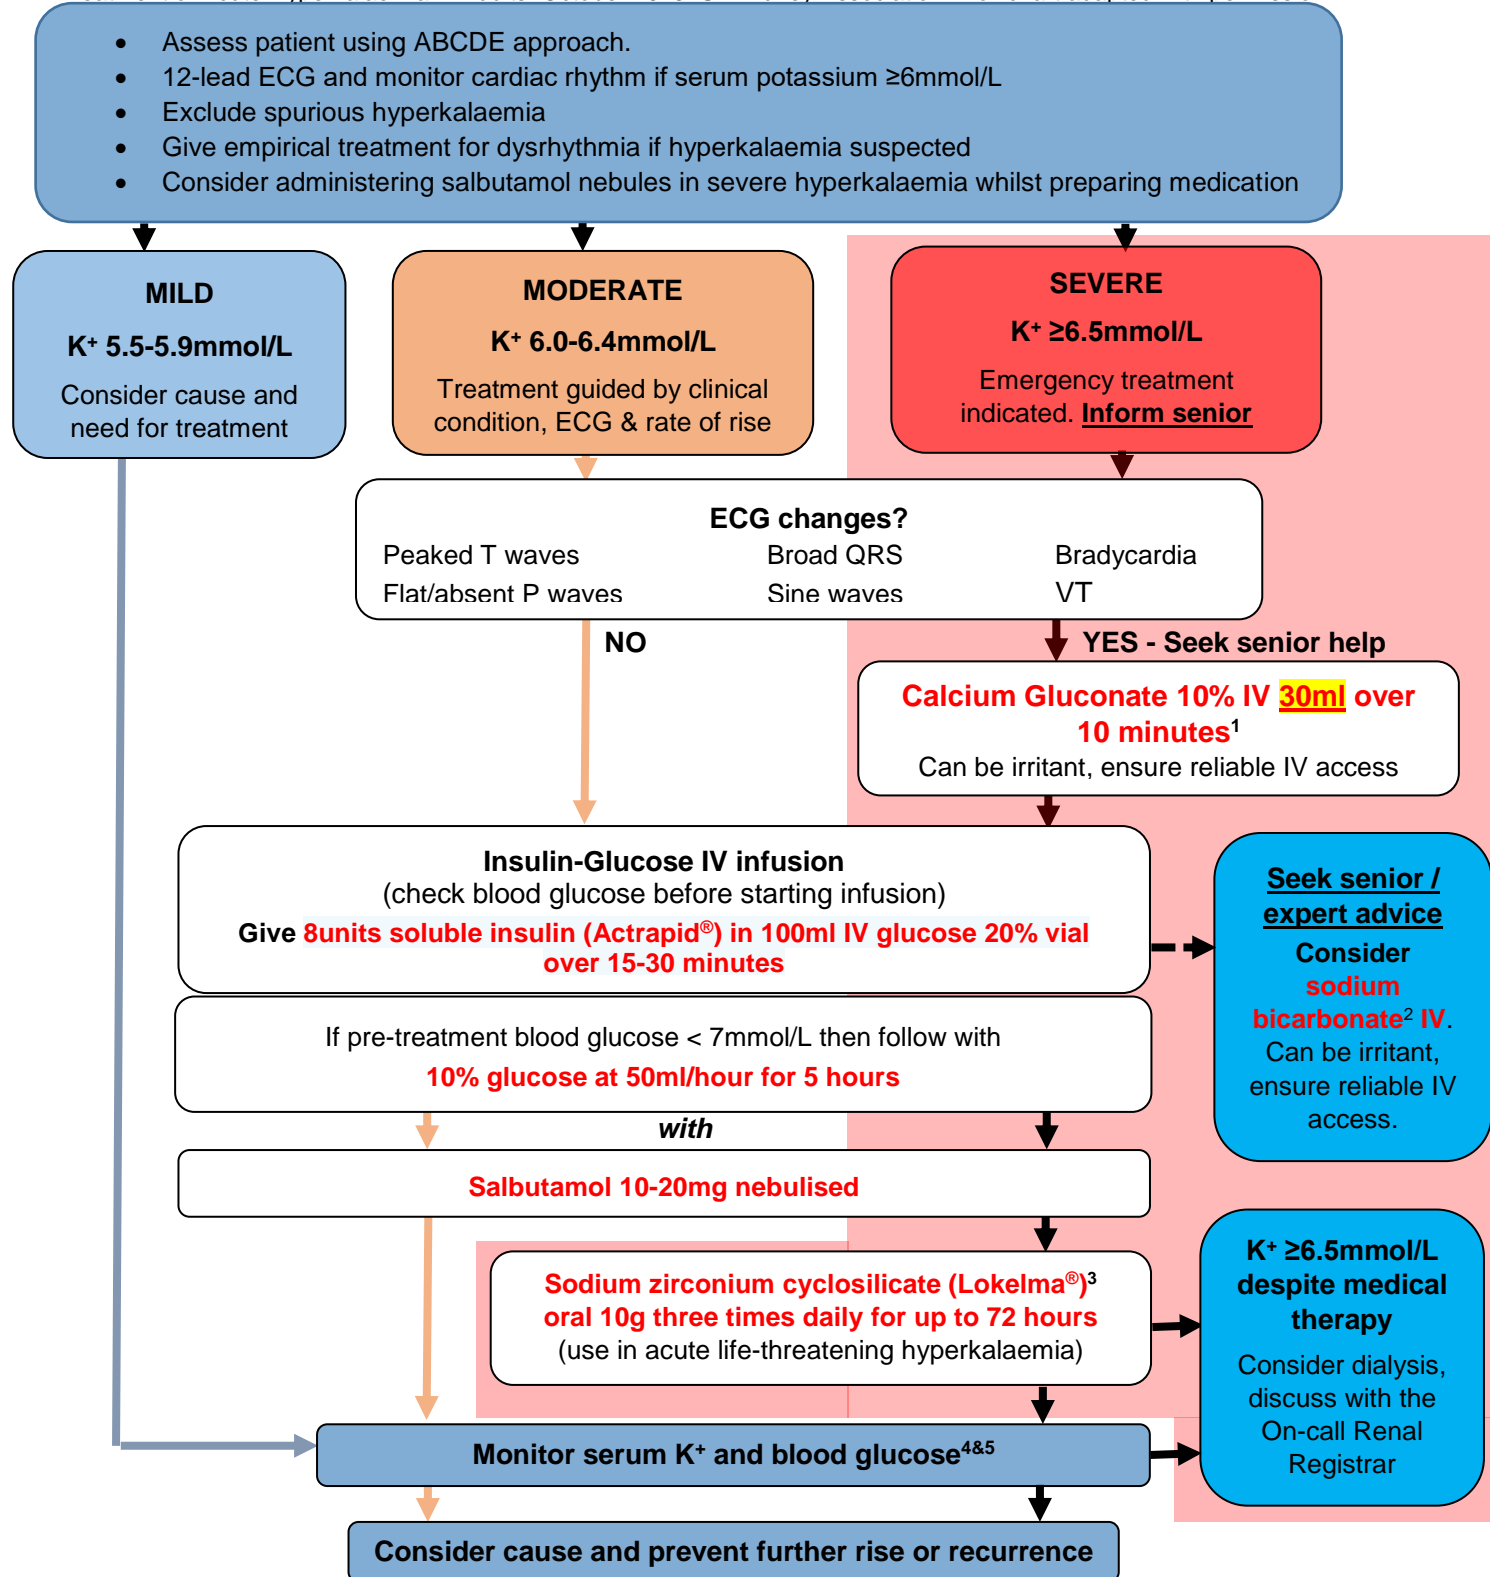 • Assess patient using ABCDE approach.
• 12-lead ECG and monitor cardiac rhythm if serum potassium ≥6mmol/L
• Exclude spurious hyperkalaemia
• Give empirical treatment for dysrhythmia if hyperkalaemia suspected
• Consider administering salbutamol nebules in severe hyperkalaemia whilst preparing medication
MILD
K⁺ 5.5-5.9mmol/L
Consider cause and
need for treatment
MODERATE
K⁺ 6.0-6.4mmol/L
Treatment guided by clinical
condition, ECG & rate of rise
SEVERE
K⁺ ≥6.5mmol/L
Emergency treatment
indicated. Inform senior
ECG changes?
Peaked T waves Broad QRS Bradycardia
Flat/absent P waves Sine waves VT
NO
YES - Seek senior help
Calcium Gluconate 10% IV 30ml over
10 minutes¹
Can be irritant, ensure reliable IV access
Insulin-Glucose IV infusion
(check blood glucose before starting infusion)
Give 8units soluble insulin (Actrapid®) in 100ml IV glucose 20% vial
over 15-30 minutes
Seek senior /
expert advice
Consider
sodium
bicarbonate² IV.
Can be irritant,
ensure reliable IV
access.
If pre-treatment blood glucose < 7mmol/L then follow with
10% glucose at 50ml/hour for 5 hours
with
Salbutamol 10-20mg nebulised
Sodium zirconium cyclosilicate (Lokelma®)³
oral 10g three times daily for up to 72 hours
(use in acute life-threatening hyperkalaemia)
K⁺ ≥6.5mmol/L
despite medical
therapy
Consider dialysis,
discuss with the
On-call Renal
Registrar
Monitor serum K⁺ and blood glucose⁴&⁵
Consider cause and prevent further rise or recurrence